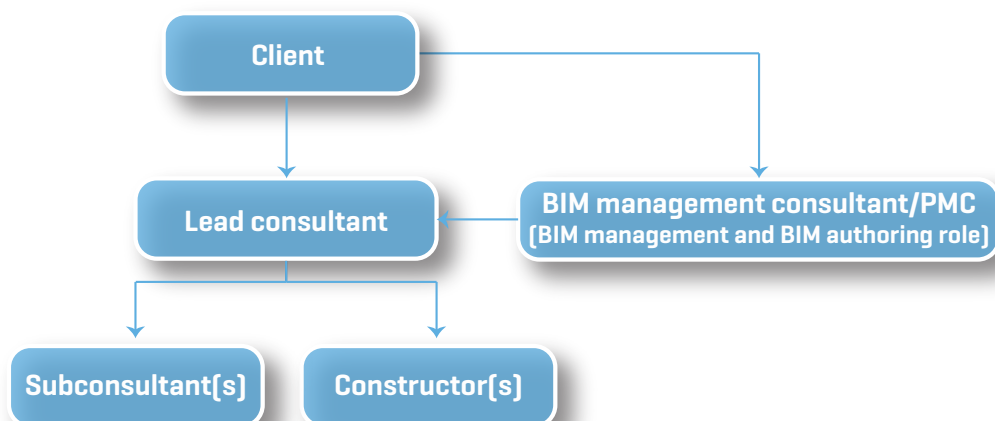 Client
Lead consultant
BIM management consultant/PMC
(BIM management and BIM authoring role)
Subconsultant(s)
Constructor(s)